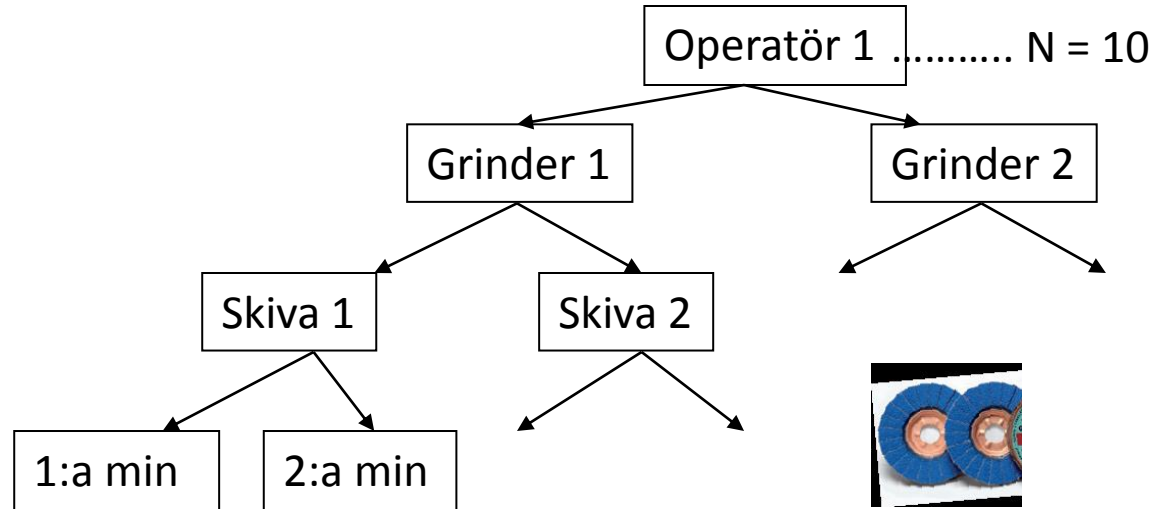 Operatör 1 ……….. N = 10
Grinder 1
Grinder 2
Skiva 1
Skiva 2
1:a min
2:a min